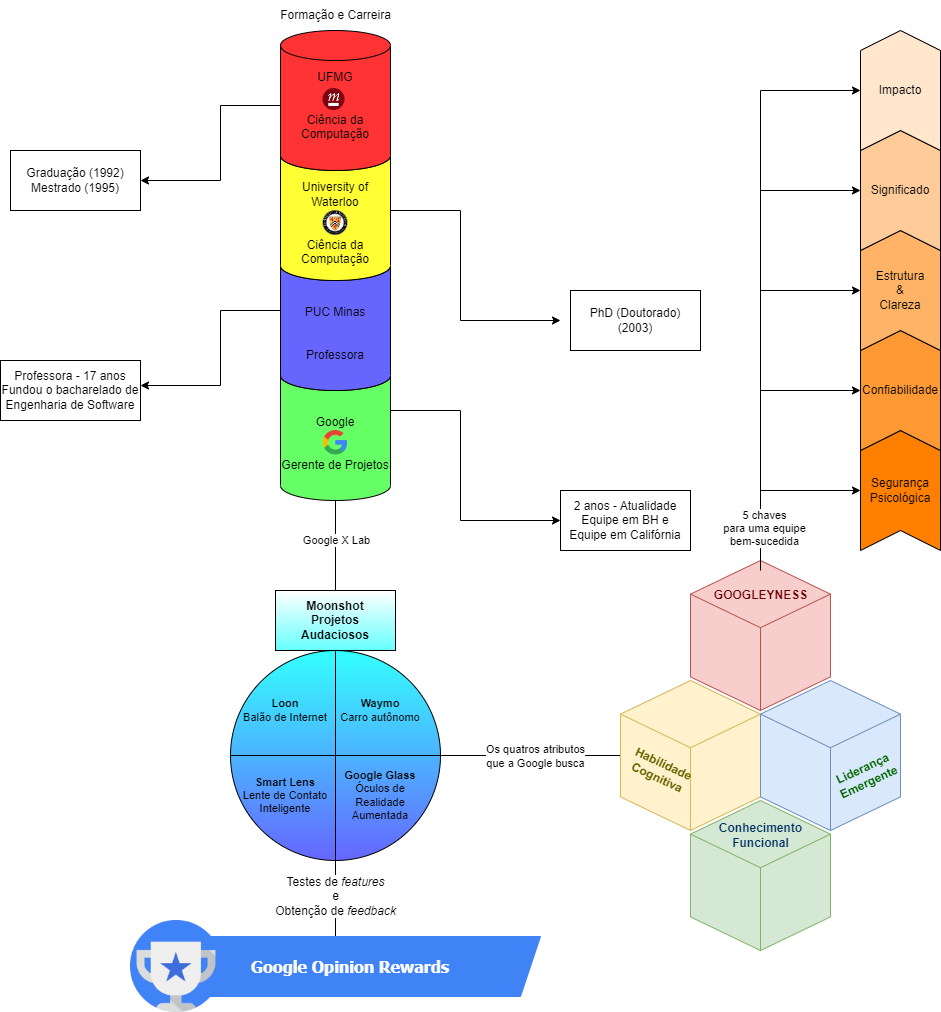 Formação e Carreira
UFMG
m
Ciência da
Computação
Graduação (1992)
Mestrado (1995)
University of
Waterloo
Ciência da
Computação
PhD (Doutorado)
(2003)
PUC Minas
Professora
Professora - 17 anos
Fundou o bacharelado de
Engenharia de Software
Google
G
Gerente de Projetos
2 anos - Atualidade
Equipe em BH e
Equipe em Califórnia
Google X Lab
Moonshot
Projetos
Audaciosos
Loon
Balão de Internet
Waymo
Carro autônomo
Smart Lens
Lente de Contato
Inteligente
Google Glass
Óculos de
Realidade
Aumentada
Testes de features
e
Obtenção de feedback
Google Opinion Rewards
Os quatros atributos
que a Google busca
GOOGLEYNESS
Habilidade
Cognitiva
Liderança
Emergente
Conhecimento
Funcional
5 chaves
para uma equipe
bem-sucedida
Impacto
Significado
Estrutura
&
Clareza
Confiabilidade
Segurança
Psicológica